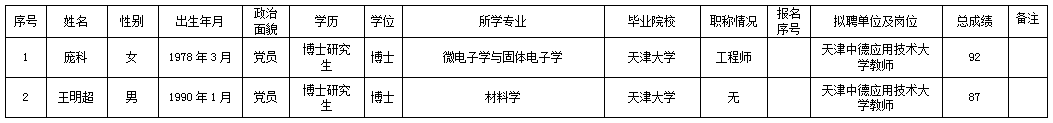 序号 姓名 性别 出生年月 政治面貌 学历 学位 所学专业 毕业院校 职称情况 报名序号 拟聘单位及岗位 总成绩 备注
1 庞科 女 1978年3月 党员 博士研究生 博士 微电子学与固体电子学 天津大学 工程师 天津中德应用技术大学教师 92
2 王明超 男 1990年1月 党员 博士研究生 博士 材料学 天津大学 无 天津中德应用技术大学教师 87